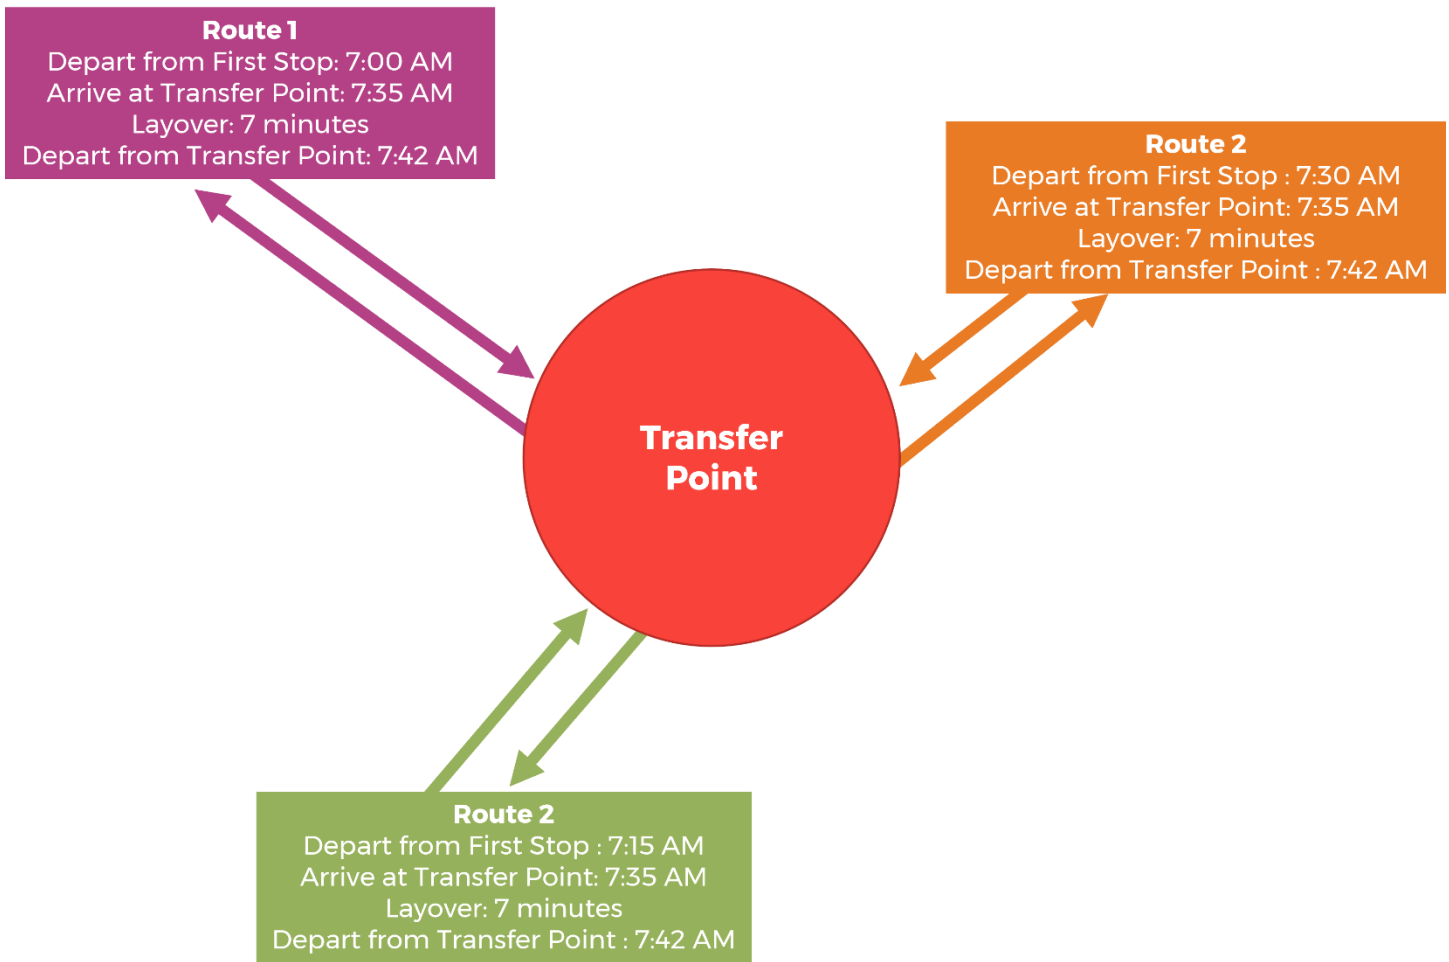 Route 1
Depart from First Stop: 7:00 AM
Arrive at Transfer Point: 7:35 AM
Layover: 7 minutes
Depart from Transfer Point: 7:42 AM
Route 2
Depart from First Stop : 7:30 AM
Arrive at Transfer Point: 7:35 AM
Layover: 7 minutes
Depart from Transfer Point : 7:42 AM
Transfer
Point
Route 2
Depart from First Stop : 7:15 AM
Arrive at Transfer Point: 7:35 AM
Layover: 7 minutes
Depart from Transfer Point : 7:42 AM